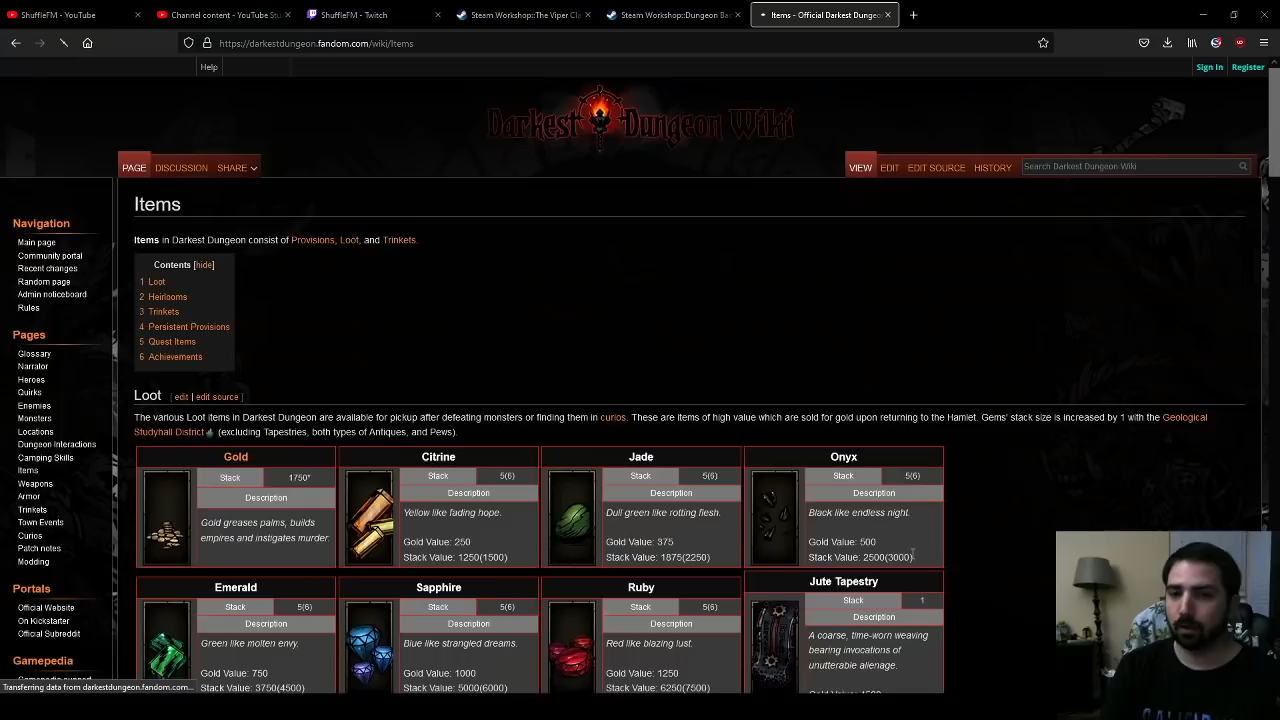 ShuffleFM - YouTube
Channel content - YouTube Stu
ShuffleFM - Twitch
Steam Workshop::The Viper Cla
Steam Workshop::Dungeon Ba
Items - Official Darkest Dungeo
https://darkestdungeon.fandom.com/wiki/Items
Help
Sign In
Register
Darkest Dungeon Wiki
PAGE
DISCUSSION
SHARE
VIEW
EDIT
EDIT SOURCE
HISTORY
Search Darkest Dungeon Wiki
Items
Items in Darkest Dungeon consist of Provisions, Loot, and Trinkets.
Contents [hide]
1 Loot
2 Heirlooms
3 Trinkets
4 Persistent Provisions
5 Quest Items
6 Achievements
Navigation
Main page
Community portal
Recent changes
Random page
Admin noticeboard
Rules
Pages
Glossary
Narrator
Heroes
Quirks
Enemies
Monsters
Locations
Dungeon Interactions
Camping Skills
Items
Weapons
Armor
Trinkets
Town Events
Curios
Patch notes
Modding
Portals
Official Website
On Kickstarter
Official Subreddit
Gamepedia
Loot [ edit | edit source ]
The various Loot items in Darkest Dungeon are available for pickup after defeating monsters or finding them in curios. These are items of high value which are sold for gold upon returning to the Hamlet. Gems' stack size is increased by 1 with the Geological
Studyhall District (excluding Tapestries, both types of Antiques, and Pews).
Gold
Stack 1750*
Description
Gold greases palms, builds
empires and instigates murder.
Citrine
Stack 5(6)
Description
Yellow like fading hope.
Gold Value: 250
Stack Value: 1250(1500)
Jade
Stack 5(6)
Description
Dull green like rotting flesh.
Gold Value: 375
Stack Value: 1875(2250)
Onyx
Stack 5(6)
Description
Black like endless night.
Gold Value: 500
Stack Value: 2500(3000)
Emerald
Stack 5(6)
Description
Green like molten envy.
Gold Value: 750
Stack Value: 3750(4500)
Sapphire
Stack 5(6)
Description
Blue like strangled dreams.
Gold Value: 1000
Stack Value: 5000(6000)
Ruby
Stack 5(6)
Description
Red like blazing lust.
Gold Value: 1250
Stack Value: 6250(7500)
Jute Tapestry
Stack 1
Description
A coarse, time-worn weaving
bearing invocations of
unutterable alienage.
Transferring data from darkestdungeon.fandom.com...